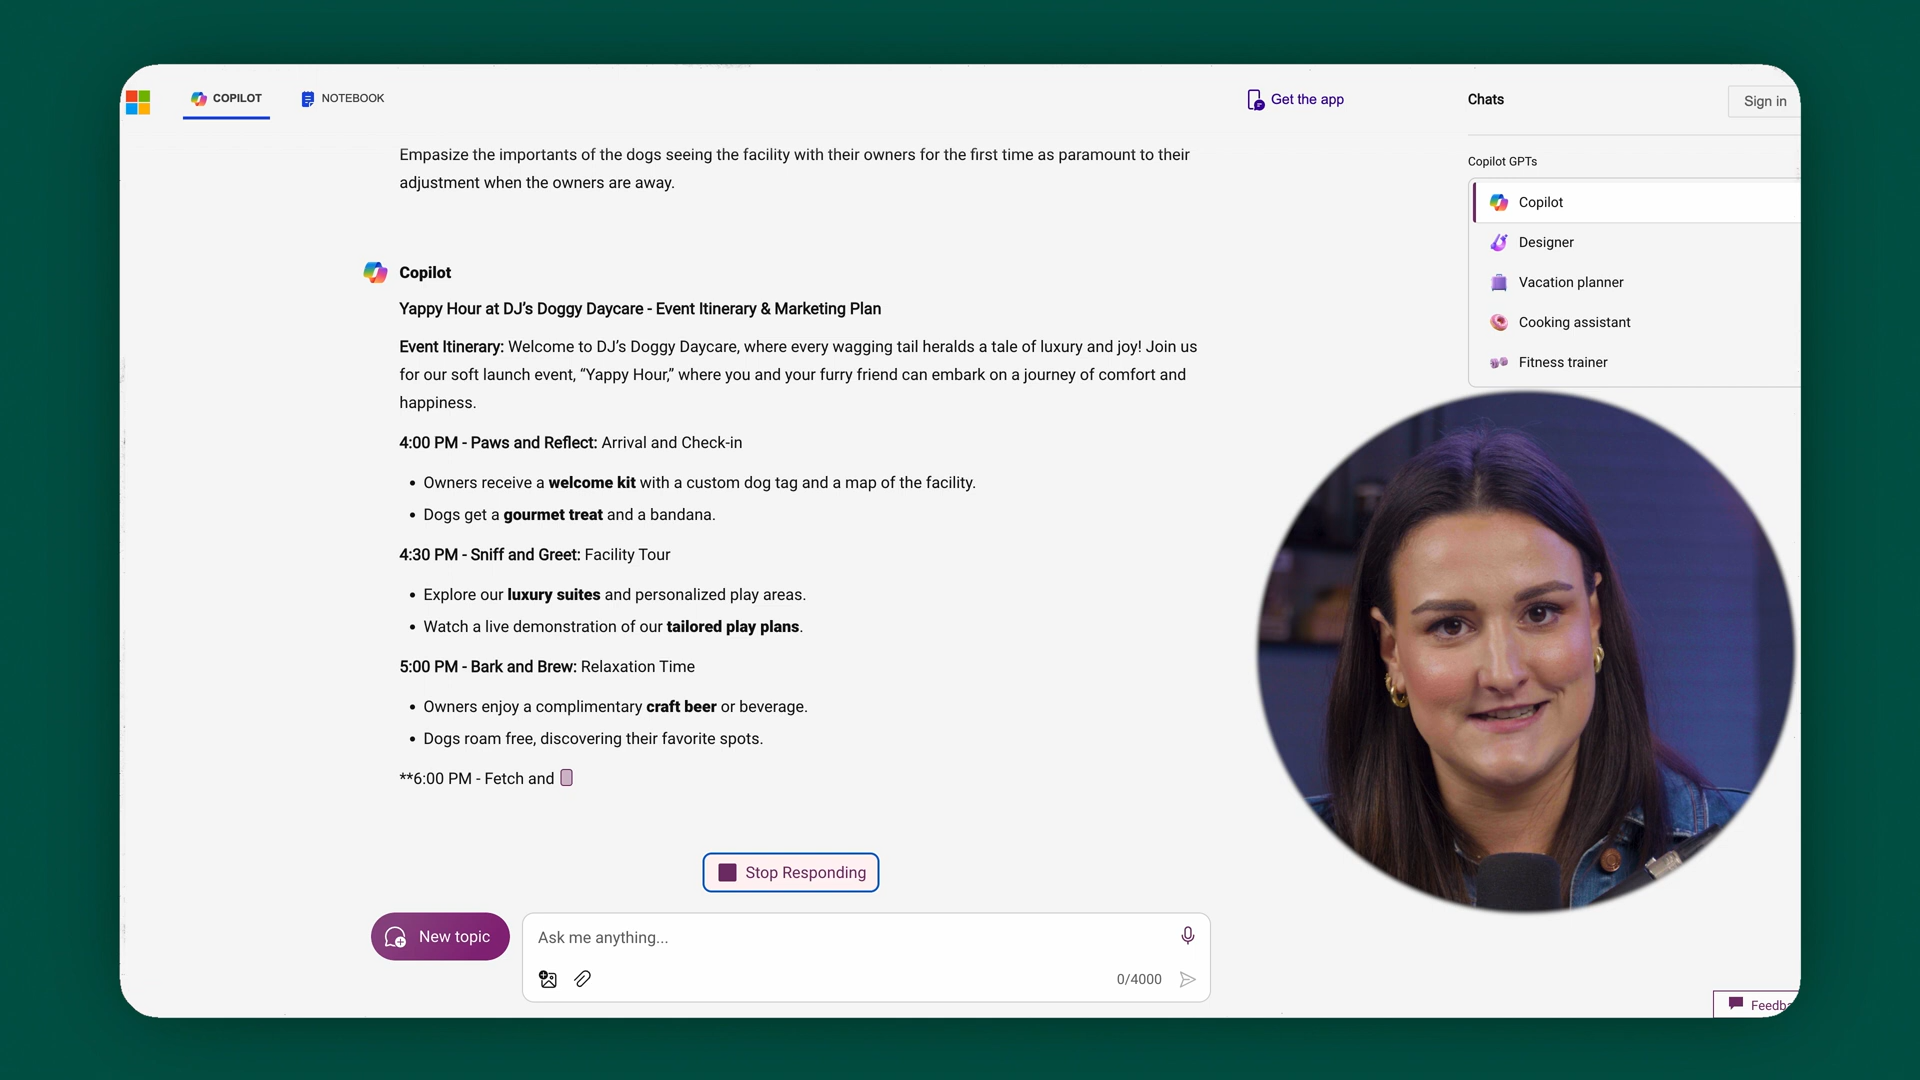 COPILOT
NOTEBOOK
Get the app
Chats
Sign in
Empasize the importants of the dogs seeing the facility with their owners for the first time as paramount to their
adjustment when the owners are away.
Copilot GPTs
Copilot
Designer
Vacation planner
Cooking assistant
Fitness trainer
Copilot
Yappy Hour at DJ’s Doggy Daycare - Event Itinerary & Marketing Plan
Event Itinerary: Welcome to DJ’s Doggy Daycare, where every wagging tail heralds a tale of luxury and joy! Join us
for our soft launch event, “Yappy Hour,” where you and your furry friend can embark on a journey of comfort and
happiness.
4:00 PM - Paws and Reflect: Arrival and Check-in
• Owners receive a welcome kit with a custom dog tag and a map of the facility.
• Dogs get a gourmet treat and a bandana.
4:30 PM - Sniff and Greet: Facility Tour
• Explore our luxury suites and personalized play areas.
• Watch a live demonstration of our tailored play plans.
5:00 PM - Bark and Brew: Relaxation Time
• Owners enjoy a complimentary craft beer or beverage.
• Dogs roam free, discovering their favorite spots.
**6:00 PM - Fetch and
Stop Responding
New topic
Ask me anything...
0/4000
Feedba